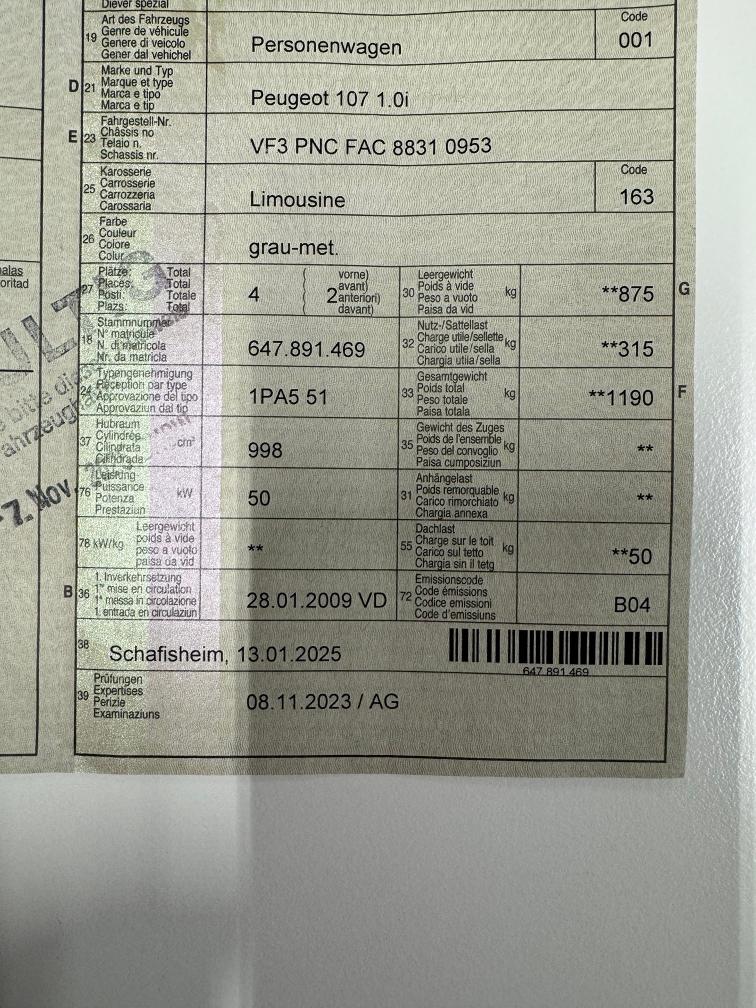 Diever spezial
19 Art des Fahrzeugs
Genre de véhicule
Genere di veicolo
Gener dal vehichel
Personenwagen
Code
001
D 21 Marke und Typ
Marque et type
Marca e tipo
Marca e tip
Peugeot 107 1.0i
E 23 Fahrgestell-Nr.
Châssis no
Telaio n.
Schassis nr.
VF3 PNC FAC 8831 0953
25 Karosserie
Carrosserie
Carrozzeria
Carossaria
Limousine
Code
163
26 Farbe
Couleur
Colore
Colur
grau-met.
27 Plätze: Total
Places: Total
Posti: Totale
Plazs: Total
4
2
vorne)
avant)
anteriori)
davant)
30 Leergewicht
Poids à vide
Peso a vuoto
Paisa da vid
kg
**875
G
18 Stammnummer
N° matricule
N. di matricola
Nr. da matricla
647.891.469
32 Nutz-/Sattellast
Charge utile/sellette
Carico utile/sella
Chargia utila/sella
kg
**315
24 Typengenehmigung
Réception par type
Approvazione del tipo
Approvaziun dal tip
1PA5 51
33 Gesamtgewicht
Poids total
Peso totale
Paisa totala
kg
**1190
F
37 Hubraum
Cylindrée
Cilindrata
Cilindrada
cm³
998
35 Gewicht des Zuges
Poids de l'ensemble
Peso del convoglio
Paisa cumposiziun
kg
**
76 Leistung
Puissance
Potenza
Prestaziun
kW
50
31 Anhängelast
Poids remorquable
Carico rimorchiato
Chargia annexa
kg
**
78 kW/kg
Leergewicht
poids à vide
peso a vuoto
paisa da vid
**
55 Dachlast
Charge sur le toit
Carico sul tetto
Chargia sin il tetg
kg
**50
B 36 1. Inverkehrsetzung
1re mise en circulation
1a messa in circolazione
1. entrada en circulaziun
28.01.2009 VD
72 Emissionscode
Code émissions
Codice emissioni
Code d'emissiuns
B04
38
Schafisheim, 13.01.2025
647 891 469
39 Prüfungen
Expertises
Perizie
Examinaziuns
08.11.2023 / AG
alas
oritad
bitte di
ahrzeug
7. Nov.